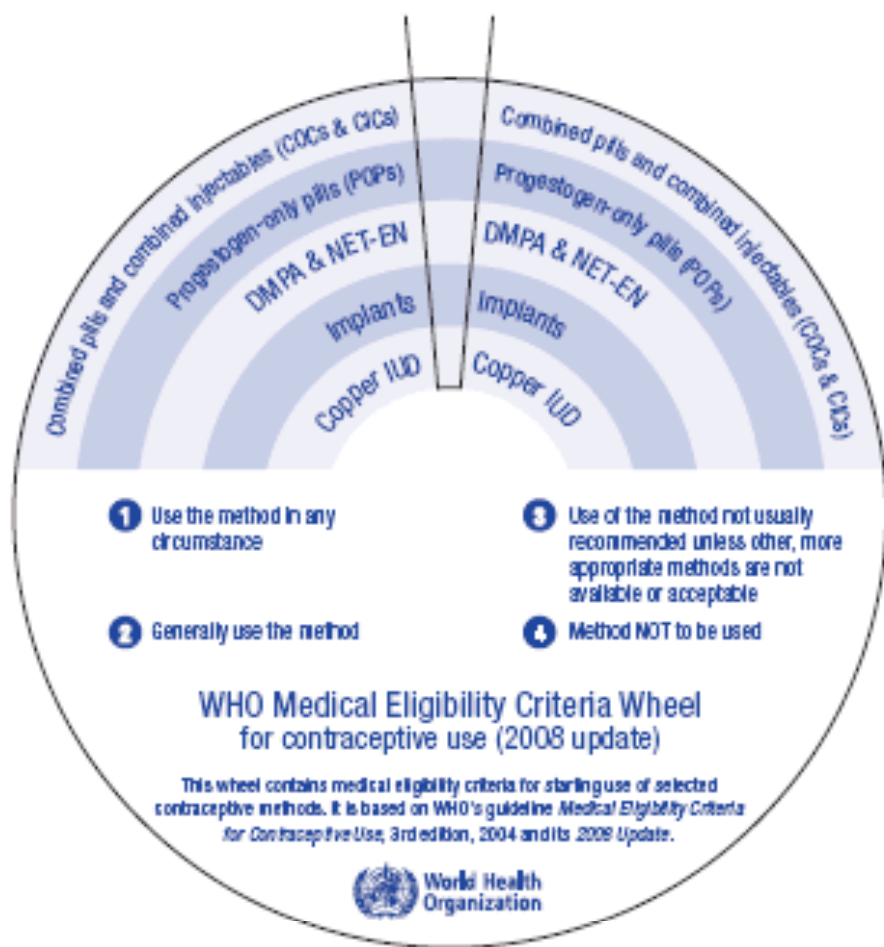 Combined pills and combined injectables (COCs & CICs)
Progestogen-only pills (POPs)
DMPA & NET-EN
Implants
Copper IUD
Combined pills and combined injectables (COCs & CICs)
Progestogen-only pills (POPs)
DMPA & NET-EN
Implants
Copper IUD
1 Use the method in any
circumstance
2 Generally use the method
3 Use of the method not usually
recommended unless other, more
appropriate methods are not
available or acceptable
4 Method NOT to be used
WHO Medical Eligibility Criteria Wheel
for contraceptive use (2008 update)
This wheel contains medical eligibility criteria for starting use of selected
contraceptive methods. It is based on WHO's guideline Medical Eligibility Criteria
for Contraceptive Use, 3rd edition, 2004 and its 2008 Update.
World Health
Organization